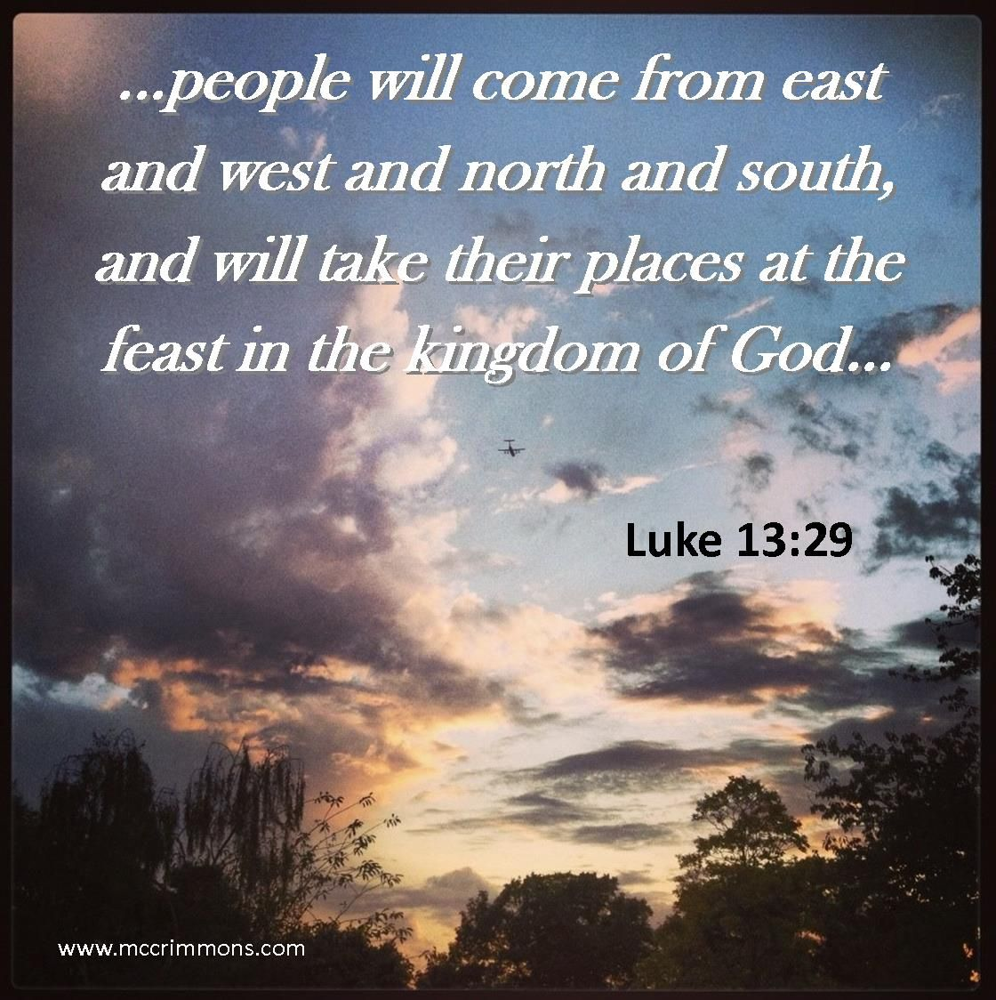 ...people will come from east
and west and north and south,
and will take their places at the
feast in the kingdom of God...
Luke 13:29
www.mccrimmons.com